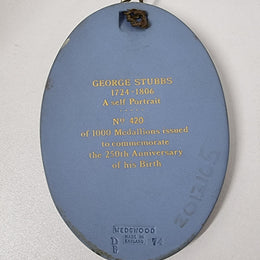 GEORGE STUBBS
1724-1806
A self Portrait
No 420
of 1000 Medallions issued
to commemorate
the 250th Anniversary
of his Birth
WEDGWOOD
MADE IN
ENGLAND
74